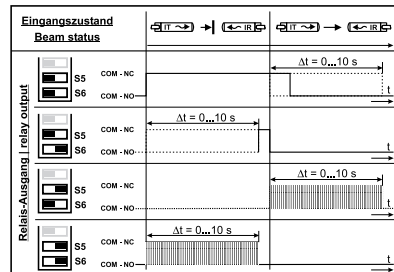 Eingangszustand
Beam status
IT IR IT IR
Relais-Ausgang | relay output
S5
S6
COM - NC
COM - NO
Δt = 0...10 s
t
S5
S6
COM - NC
COM - NO
Δt = 0...10 s
t
S5
S6
COM - NC
COM - NO
Δt = 0...10 s
t
S5
S6
COM - NC
COM - NO
Δt = 0...10 s
t